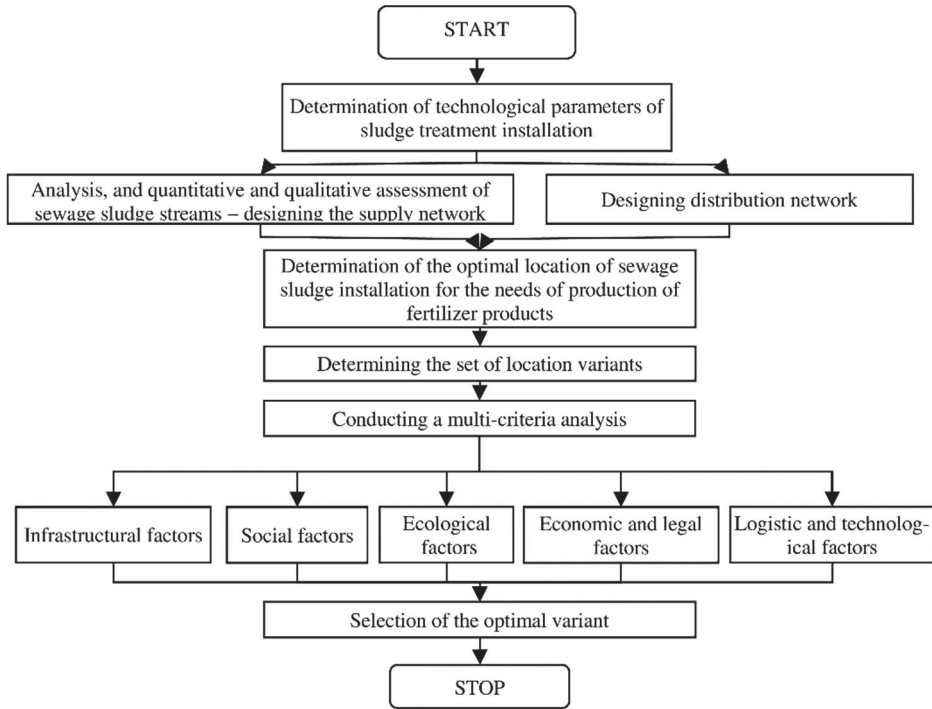 START
Determination of technological parameters of
sludge treatment installation
Analysis, and quantitative and qualitative assessment of
sewage sludge streams – designing the supply network
Designing distribution network
Determination of the optimal location of sewage
sludge installation for the needs of production of
fertilizer products
Determining the set of location variants
Conducting a multi-criteria analysis
Infrastructural factors
Social factors
Ecological
factors
Economic and legal
factors
Logistic and technolog-
ical factors
Selection of the optimal variant
STOP